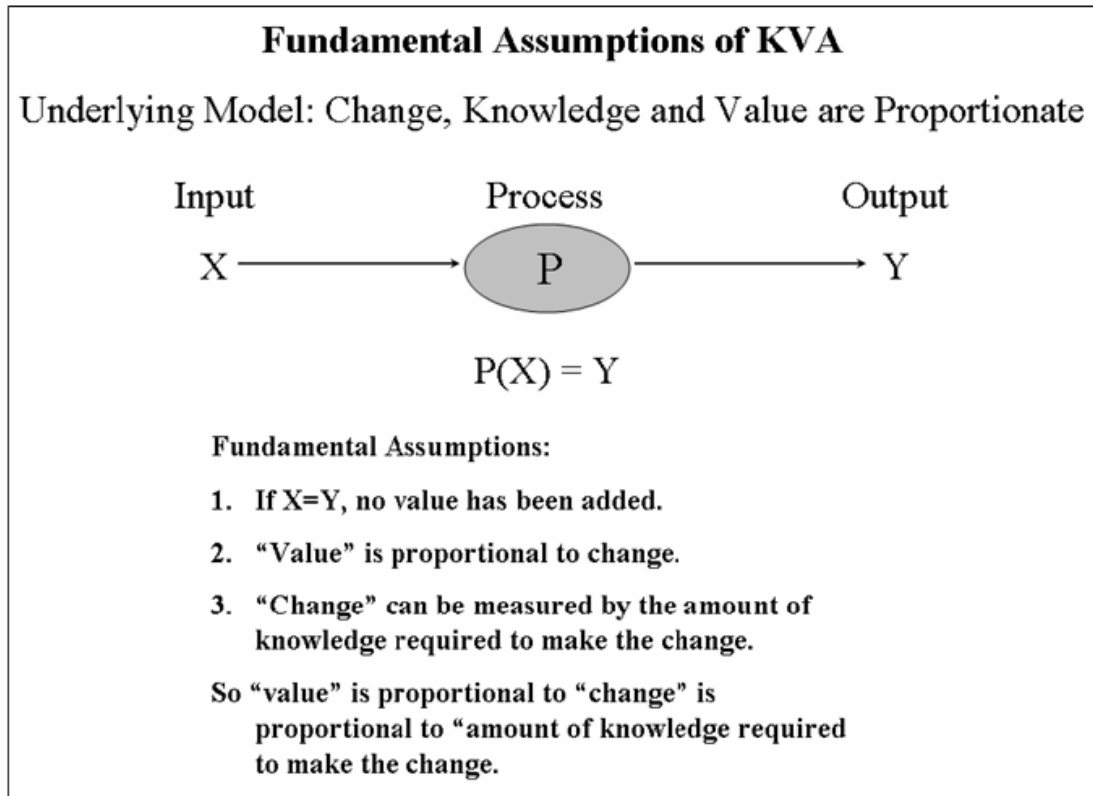 Fundamental Assumptions of KVA
Underlying Model: Change, Knowledge and Value are Proportionate
Input Process Output
X P Y
P(X) = Y
Fundamental Assumptions:
1. If X=Y, no value has been added.
2. “Value” is proportional to change.
3. “Change” can be measured by the amount of
knowledge required to make the change.
So “value” is proportional to “change” is
proportional to “amount of knowledge required
to make the change.